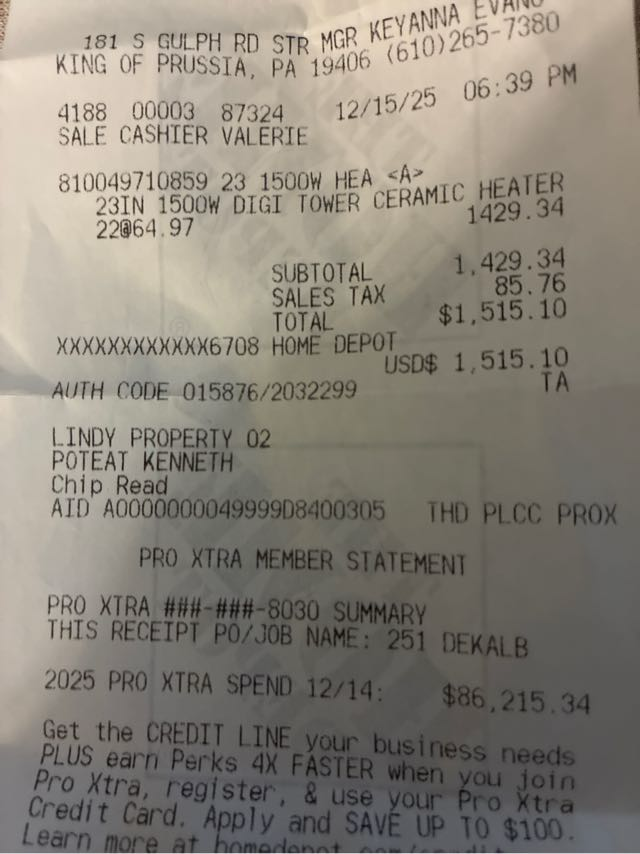 181 S GULPH RD STR MGR KEYANNA EVANS
KING OF PRUSSIA, PA 19406 (610)265-7380
4188 00003 87324 12/15/25 06:39 PM
SALE CASHIER VALERIE
810049710859 23 1500W HEA <A>
23IN 1500W DIGI TOWER CERAMIC HEATER
22@64.97 1429.34
SUBTOTAL 1,429.34
SALES TAX 85.76
TOTAL $1,515.10
XXXXXXXXXXXX6708 HOME DEPOT
USD$ 1,515.10
AUTH CODE 015876/2032299 TA
LINDY PROPERTY 02
POTEAT KENNETH
Chip Read
AID A0000000049999D8400305 THD PLCC PROX
PRO XTRA MEMBER STATEMENT
PRO XTRA ###-###-8030 SUMMARY
THIS RECEIPT PO/JOB NAME: 251 DEKALB
2025 PRO XTRA SPEND 12/14: $86,215.34
Get the CREDIT LINE your business needs
PLUS earn Perks 4X FASTER when you join
Pro Xtra, register, & use your Pro Xtra
Credit Card. Apply and SAVE UP TO $100.
Learn more at